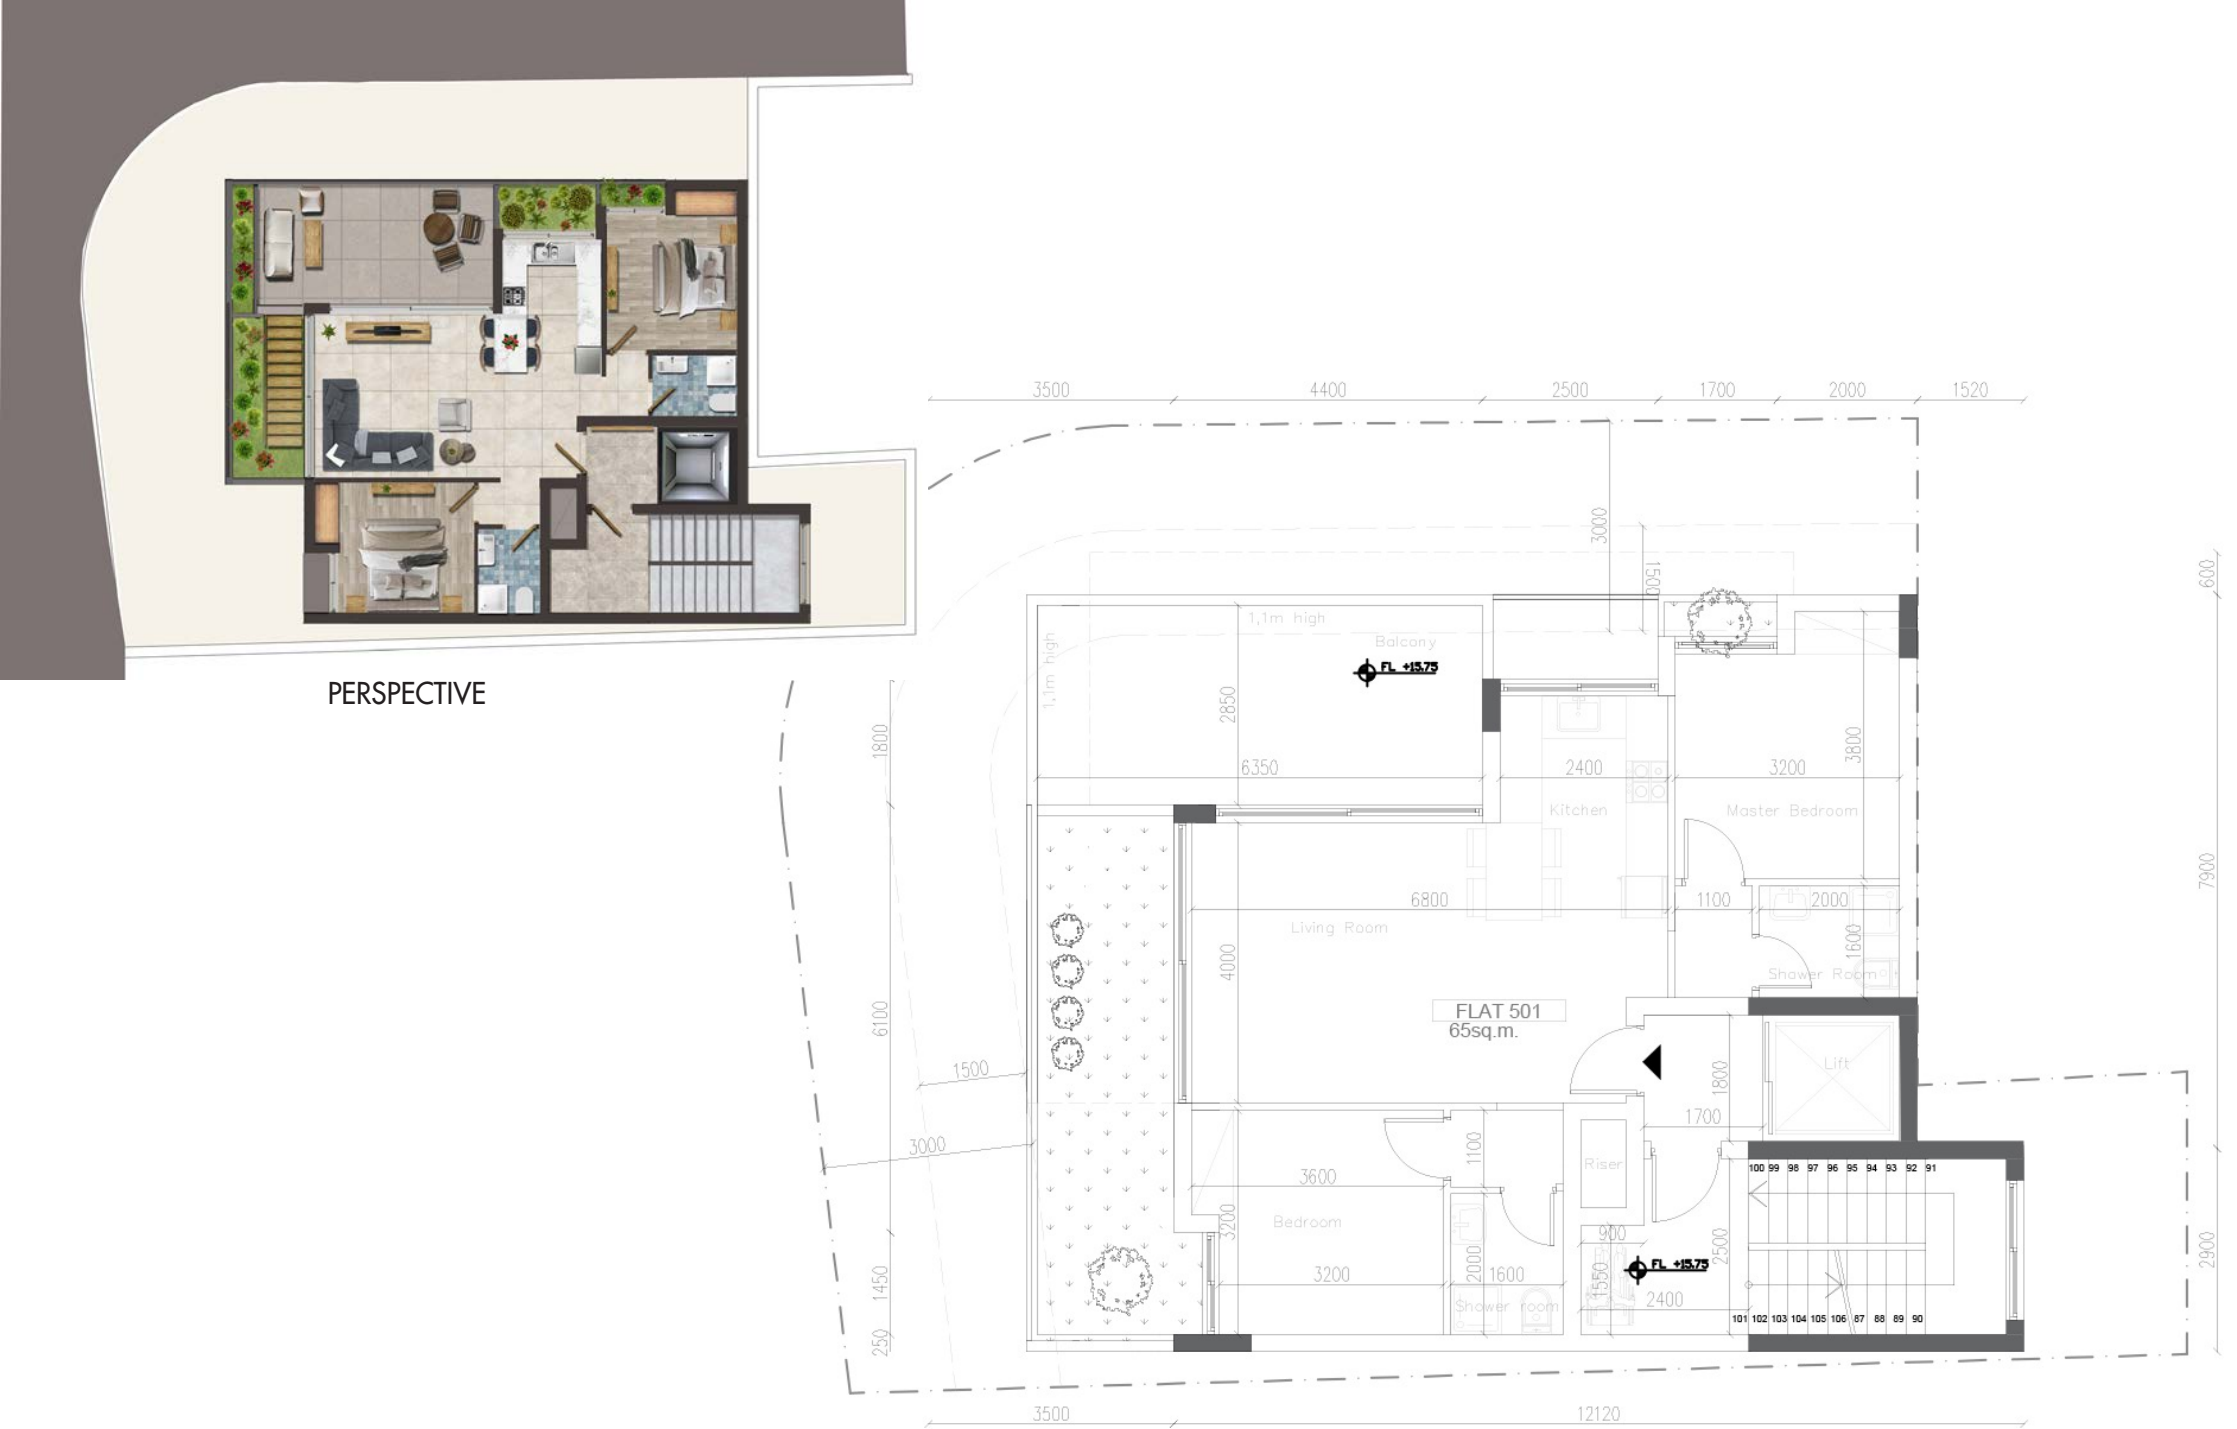 PERSPECTIVE
3500
4400
2500
1700
2000
1520
3000
1500
600
1,1m high
1,1m high
Balcony
FL +15.75
2850
1800
3800
6350
2400
3200
Kitchen
Master Bedroom
7900
6800
1100
2000
Living Room
4000
1600
Shower Room
FLAT 501
65sq.m.
6100
1500
1800
Lift
1700
3000
1100
3600
Riser
100 99 98 97 96 95 94 93 92 91
3200
Bedroom
900
2500
2900
2000
3200
1600
1550
FL +15.75
2400
1450
Shower room
101 102 103 104 105 106 87 88 89 90
250
3500
12120